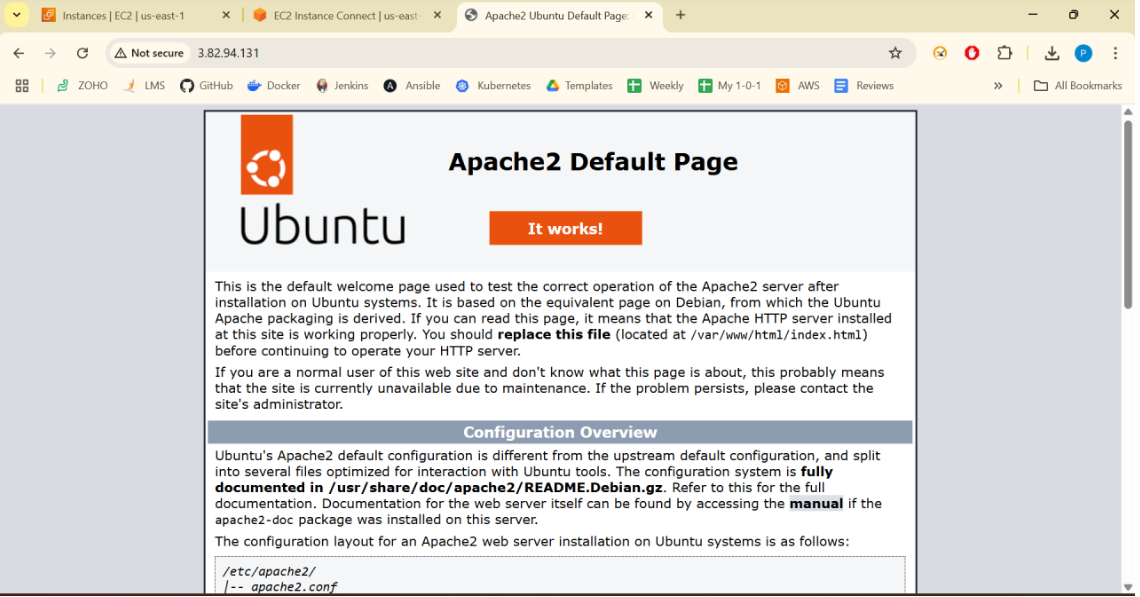 Instances | EC2 | us-east-1
EC2 Instance Connect | us-east-
Apache2 Ubuntu Default Page:
Not secure
3.82.94.131
P
ZOHO
LMS
GitHub
Docker
Jenkins
A
Ansible
Kubernetes
Templates
Weekly
My 1-0-1
AWS
Reviews
All Bookmarks
Ubuntu
Apache2 Default Page
It works!
This is the default welcome page used to test the correct operation of the Apache2 server after
installation on Ubuntu systems. It is based on the equivalent page on Debian, from which the Ubuntu
Apache packaging is derived. If you can read this page, it means that the Apache HTTP server installed
at this site is working properly. You should replace this file (located at /var/www/html/index.html)
before continuing to operate your HTTP server.
If you are a normal user of this web site and don't know what this page is about, this probably means
that the site is currently unavailable due to maintenance. If the problem persists, please contact the
site's administrator.
Configuration Overview
Ubuntu's Apache2 default configuration is different from the upstream default configuration, and split
into several files optimized for interaction with Ubuntu tools. The configuration system is fully
documented in /usr/share/doc/apache2/README.Debian.gz. Refer to this for the full
documentation. Documentation for the web server itself can be found by accessing the manual if the
apache2-doc package was installed on this server.
The configuration layout for an Apache2 web server installation on Ubuntu systems is as follows:
/etc/apache2/
|-- apache2.conf